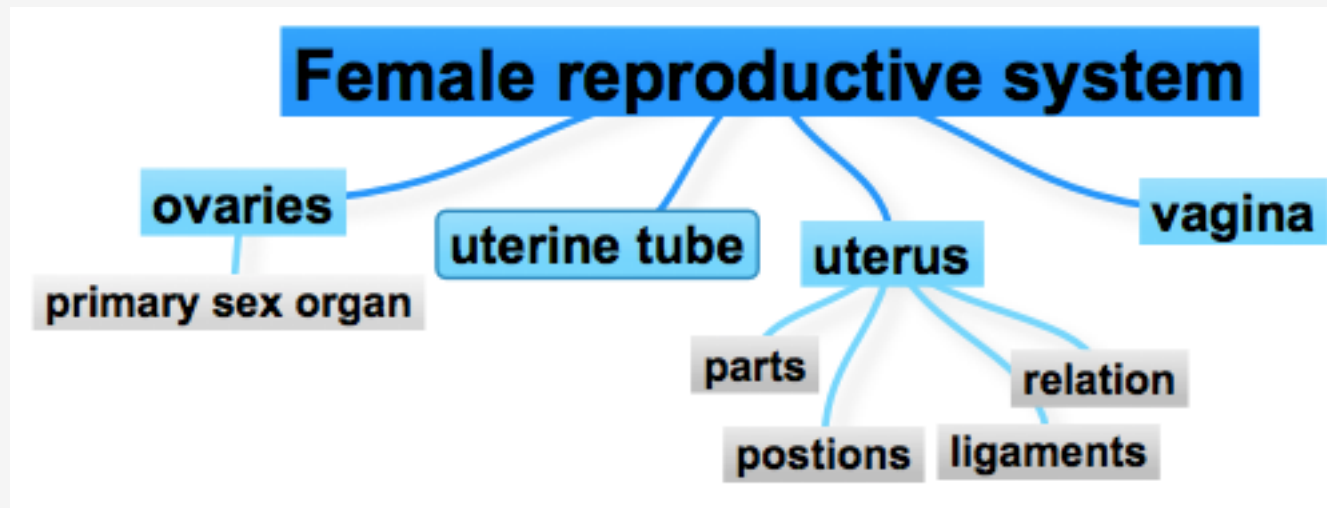 Female reproductive system
ovaries
uterine tube
uterus
vagina
primary sex organ
parts
relation
postions
ligaments